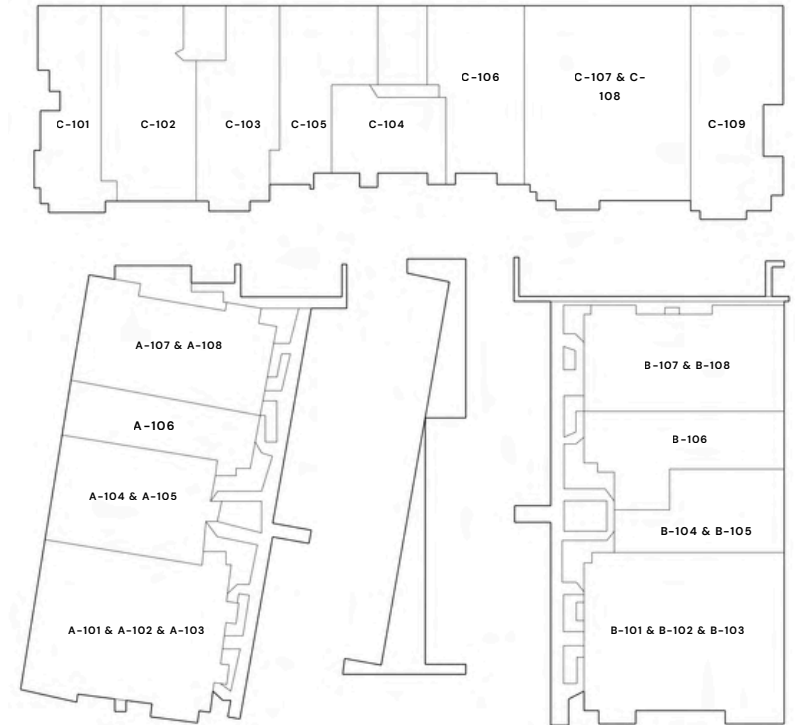 C-101
C-102
C-103
C-105
C-104
C-106
C-107 & C-
108
C-109
A-107 & A-108
A-106
A-104 & A-105
A-101 & A-102 & A-103
B-107 & B-108
B-106
B-104 & B-105
B-101 & B-102 & B-103